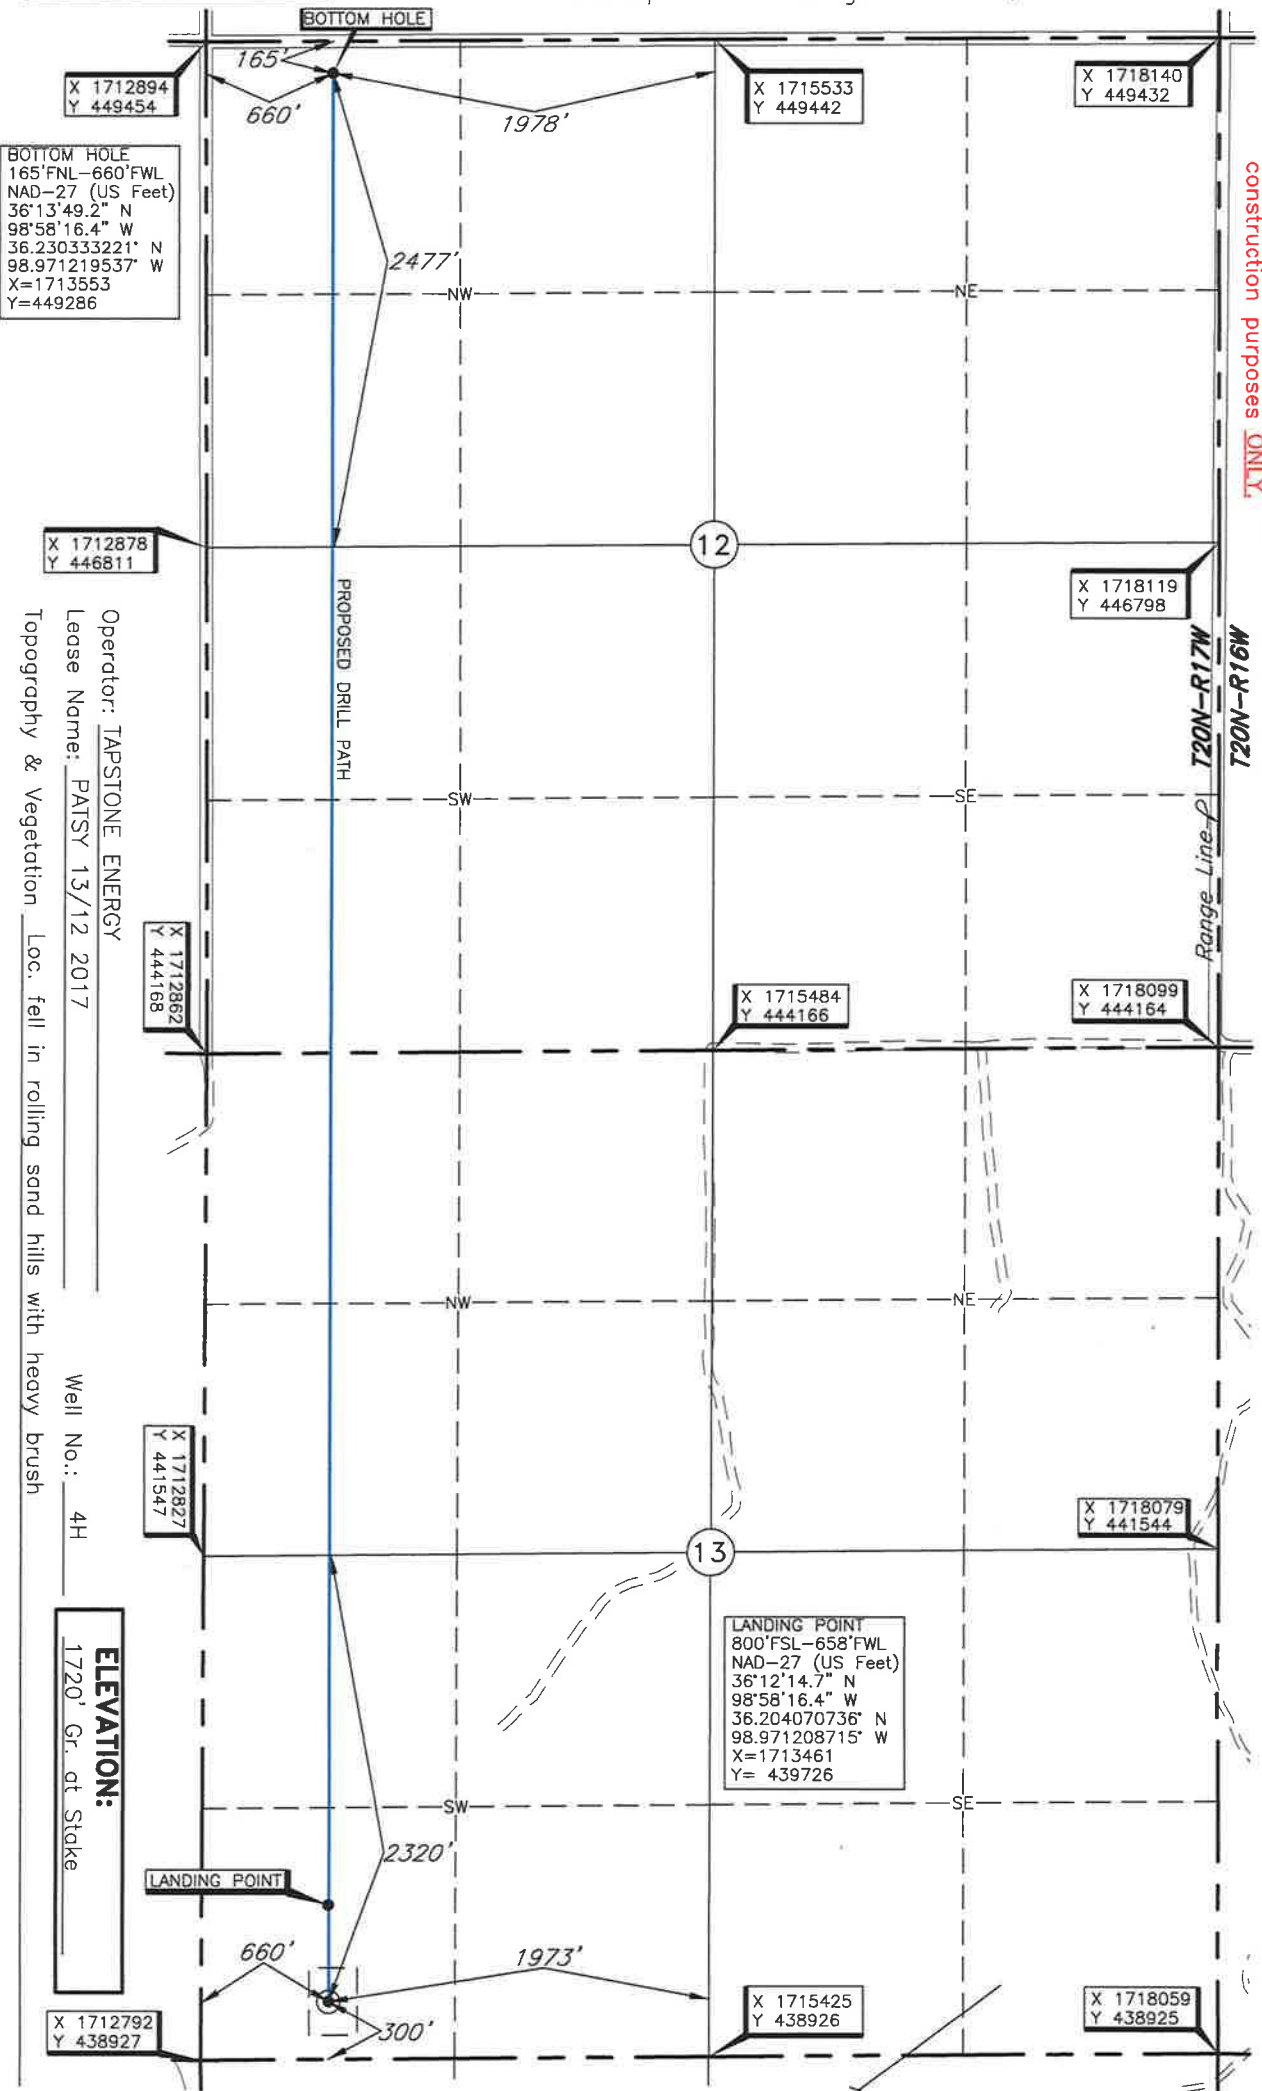 BOTTOM HOLE
165'
660'
1978'
X 1712894
Y 449454
X 1715533
Y 449442
X 1718140
Y 449432
construction purposes ONLY.
BOTTOM HOLE
165'FNL-660'FWL
NAD-27 (US Feet)
36°13'49.2" N
98°58'16.4" W
36.230333221° N
98.971219537° W
X=1713553
Y=449286
2477'
NW
NE
12
X 1712878
Y 446811
X 1718119
Y 446798
PROPOSED DRILL PATH
T20N-R17W
T20N-R16W
Range Line
SW
SE
Operator: TAPSTONE ENERGY
Lease Name: PATSY 13/12 2017
Well No.: 4H
Topography & Vegetation Loc. fell in rolling sand hills with heavy brush
X 1712862
Y 444168
X 1715484
Y 444166
X 1718099
Y 444164
NW
NE
X 1712827
Y 441547
13
X 1718079
Y 441544
LANDING POINT
800'FSL-658'FWL
NAD-27 (US Feet)
36°12'14.7" N
98°58'16.4" W
36.204070736° N
98.971208715° W
X=1713461
Y= 439726
ELEVATION:
1720' Gr. at Stake
SW
SE
2320'
LANDING POINT
660'
1973'
300'
X 1712792
Y 438927
X 1715425
Y 438926
X 1718059
Y 438925